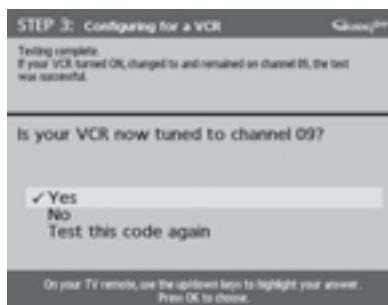 STEP 3: Configuring for a VCR
Testing complete.
If your VCR turned ON, changed to and remained on channel 09, the test
was successful.
Is your VCR now tuned to channel 09?
✓ Yes
No
Test this code again
On your TV remote, use the up/down keys to highlight your answer.
Press OK to choose.